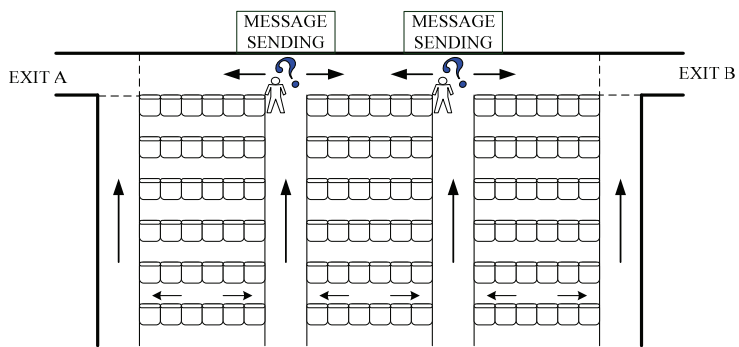 MESSAGE
SENDING
MESSAGE
SENDING
EXIT A
?
?
EXIT B